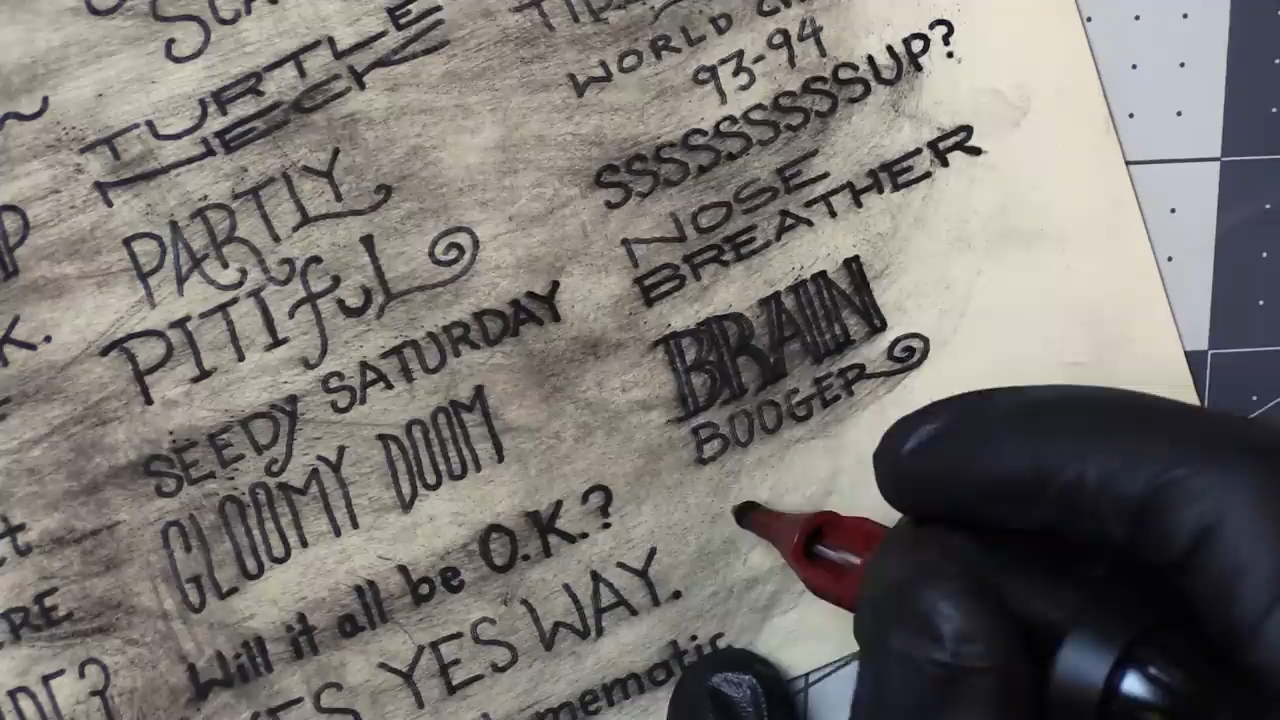 TURTLE
NECK
PARTLY
PITIfuL
SEEDY SATURDAY
GLOOMY DOOM
Will it all be O.K.?
YES WAY.
WORLD
93-94
SSSSSSSSSSUP?
NOSE
BREATHER
BRAIN
BOOGER
K.